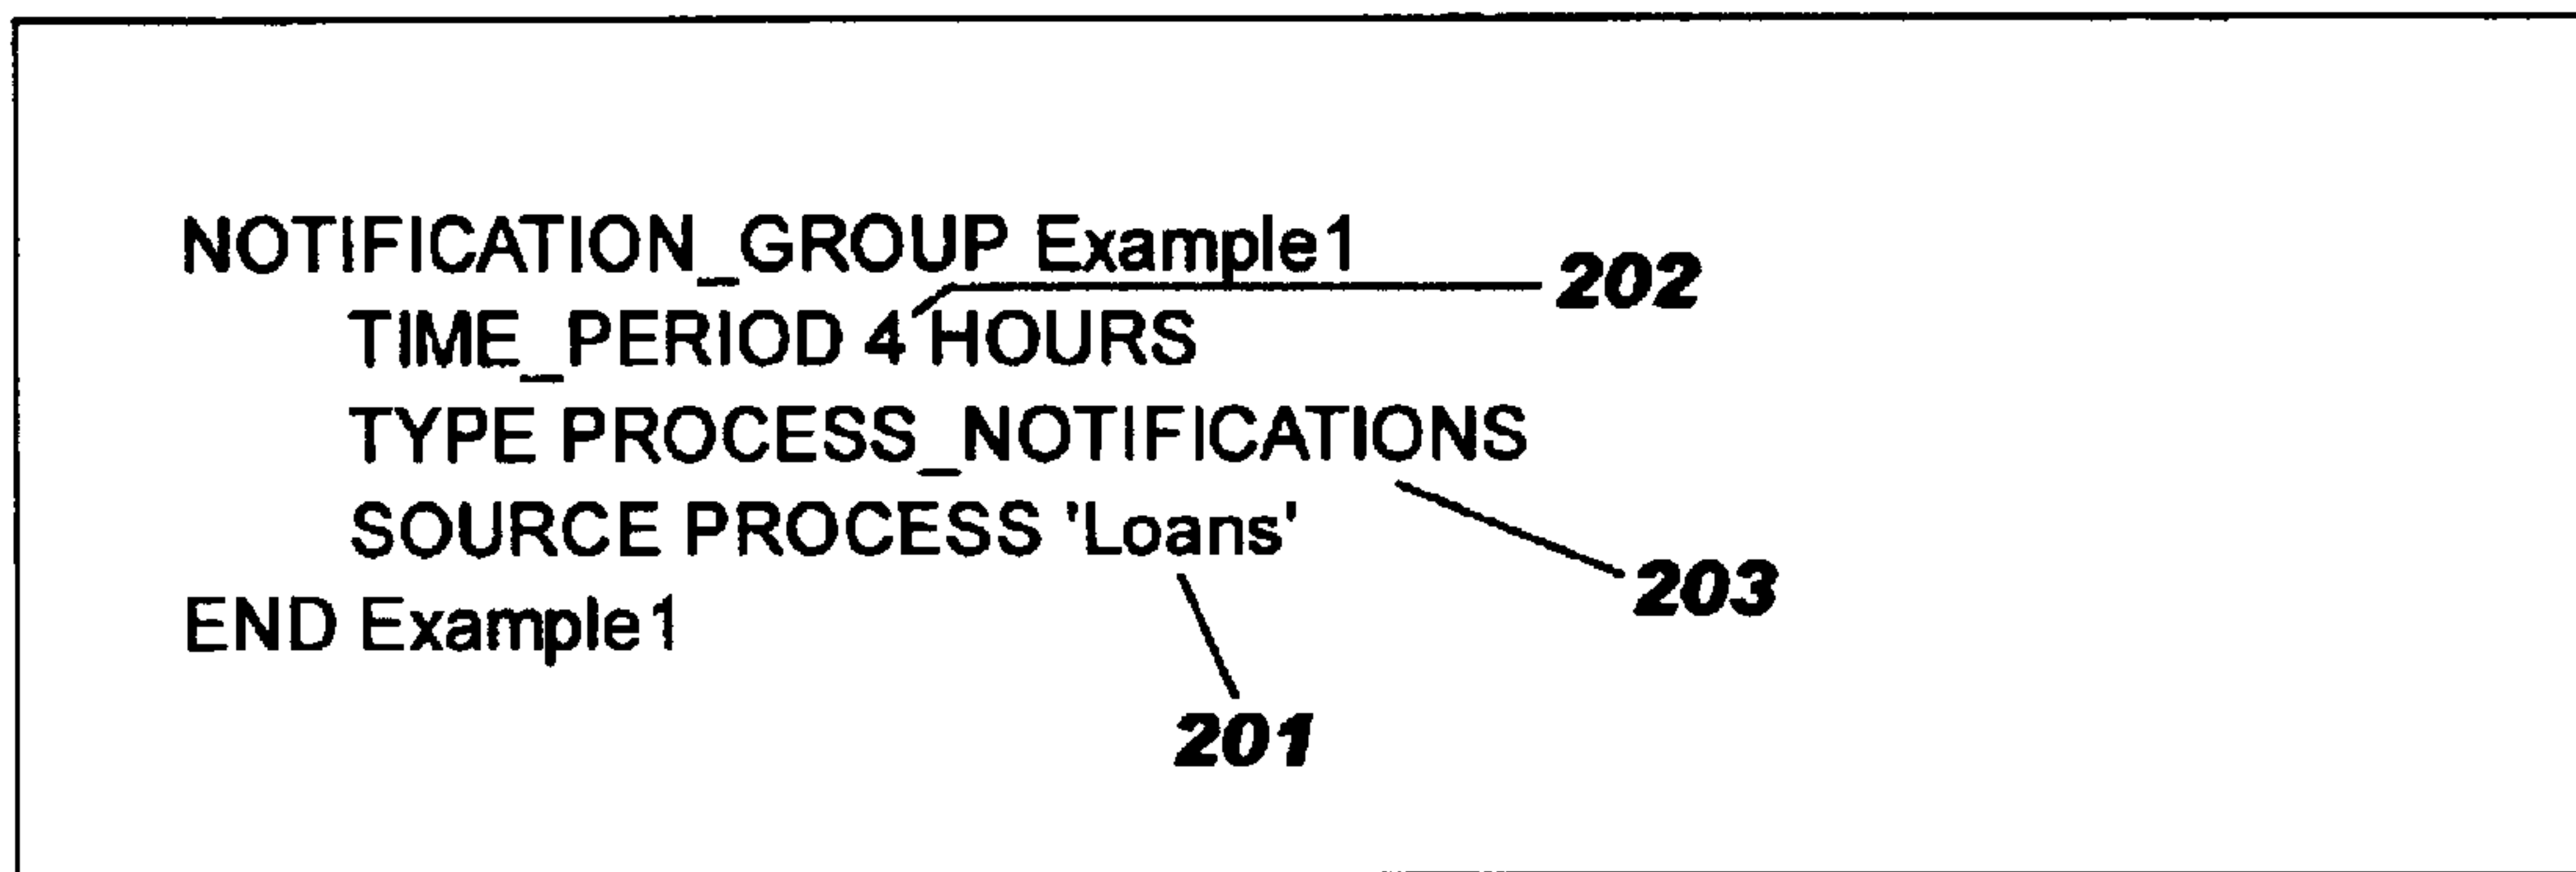 NOTIFICATION_GROUP Example1
202
TIME_PERIOD 4 HOURS
TYPE PROCESS_NOTIFICATIONS
SOURCE PROCESS 'Loans'
203
END Example1
201